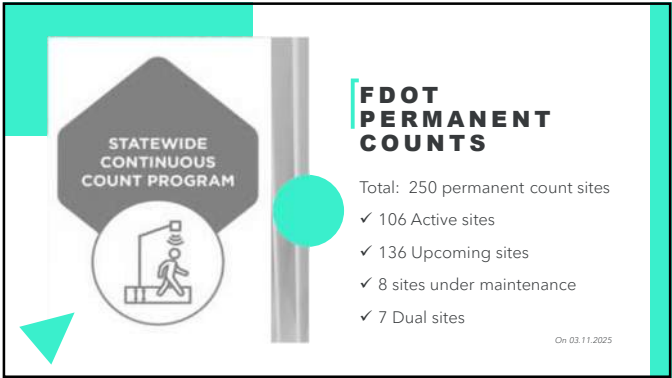 STATEWIDE
CONTINUOUS
COUNT PROGRAM
FDOT
PERMANENT
COUNTS
Total: 250 permanent count sites
✓ 106 Active sites
✓ 136 Upcoming sites
✓ 8 sites under maintenance
✓ 7 Dual sites
On 03.11.2025